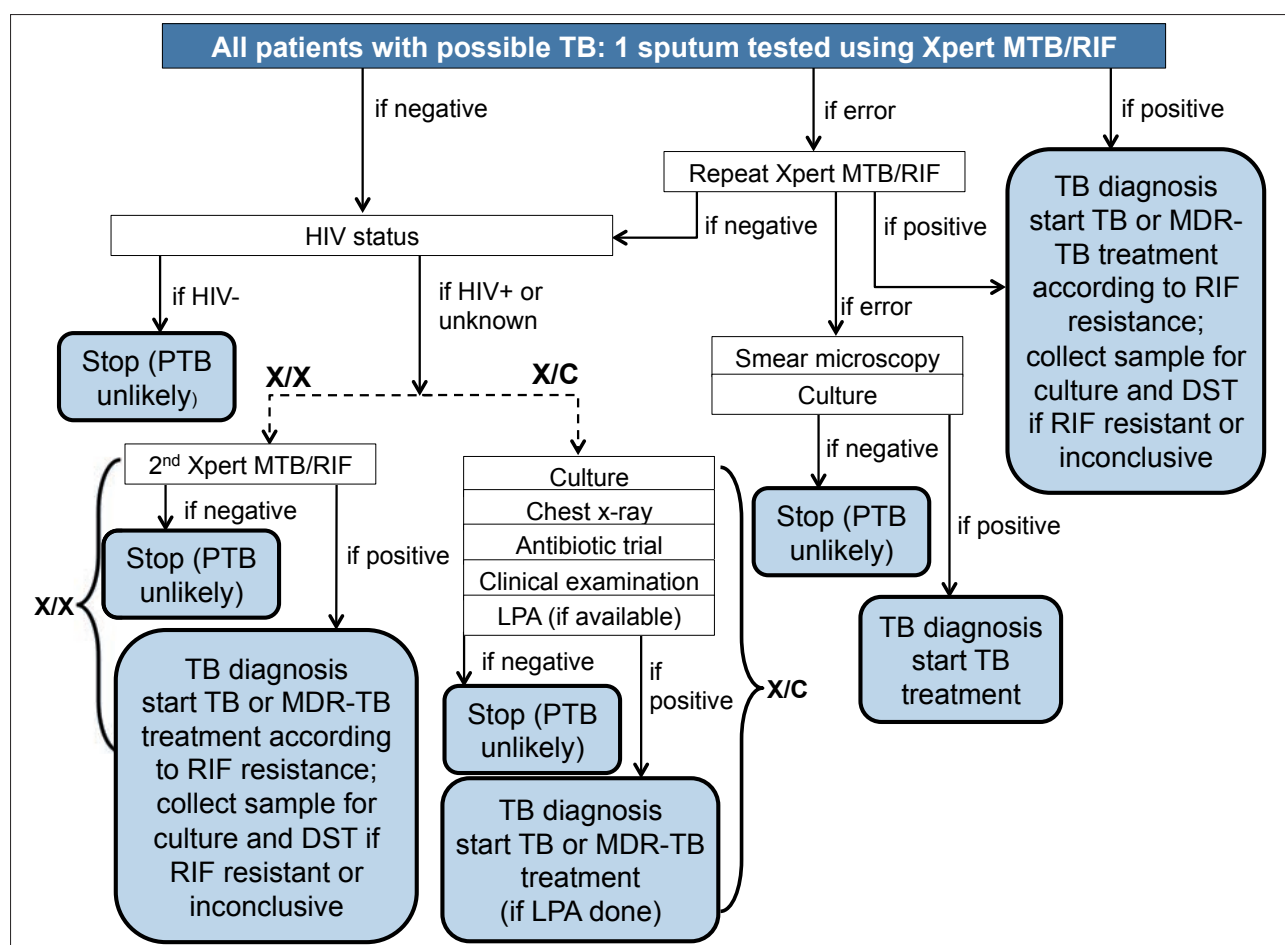 All patients with possible TB: 1 sputum tested using Xpert MTB/RIF
if negative
if error
if positive
Repeat Xpert MTB/RIF
if negative
if positive
if error
HIV status
if HIV-
if HIV+ or
unknown
Stop (PTB
unlikely)
X/X
X/C
2nd Xpert MTB/RIF
if negative
if positive
Stop (PTB
unlikely)
X/X
TB diagnosis
start TB or MDR-TB
treatment according
to RIF resistance;
collect sample for
culture and DST if
RIF resistant or
inconclusive
Culture
Chest x-ray
Antibiotic trial
Clinical examination
LPA (if available)
if negative
if
positive
Stop (PTB
unlikely)
X/C
TB diagnosis
start TB or MDR-TB
treatment
(if LPA done)
Smear microscopy
Culture
if negative
if positive
Stop (PTB
unlikely)
TB diagnosis
start TB
treatment
TB diagnosis
start TB or MDR-
TB treatment
according to RIF
resistance;
collect sample for
culture and DST
if RIF resistant or
inconclusive